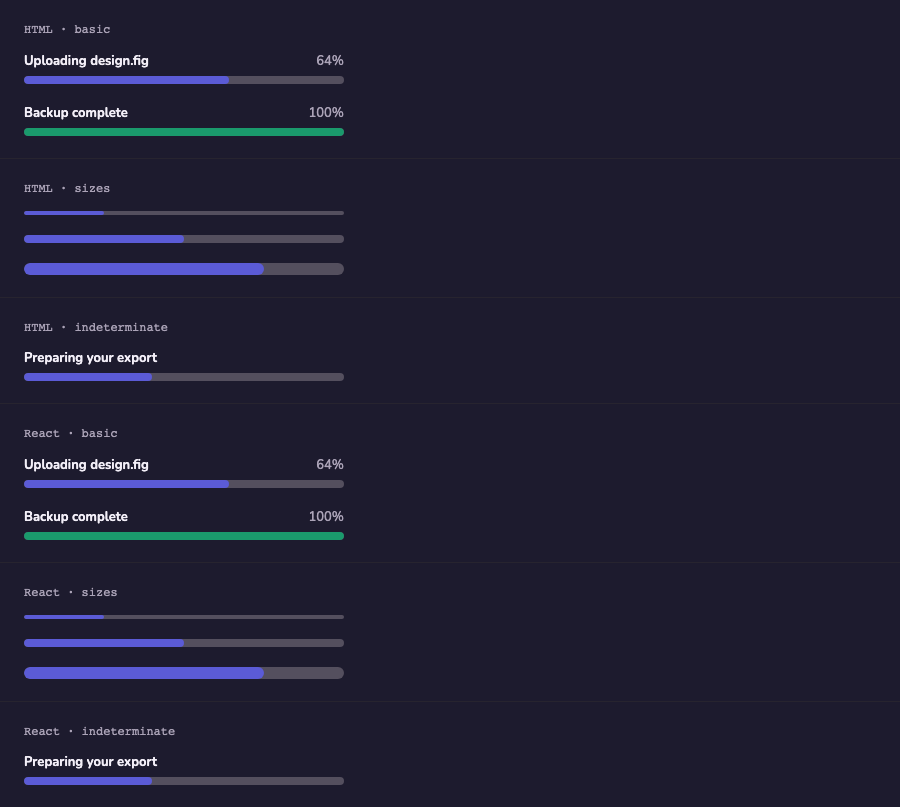 HTML · basic
Uploading design.fig 64%
Backup complete 100%
HTML · sizes
HTML · indeterminate
Preparing your export
React · basic
Uploading design.fig 64%
Backup complete 100%
React · sizes
React · indeterminate
Preparing your export